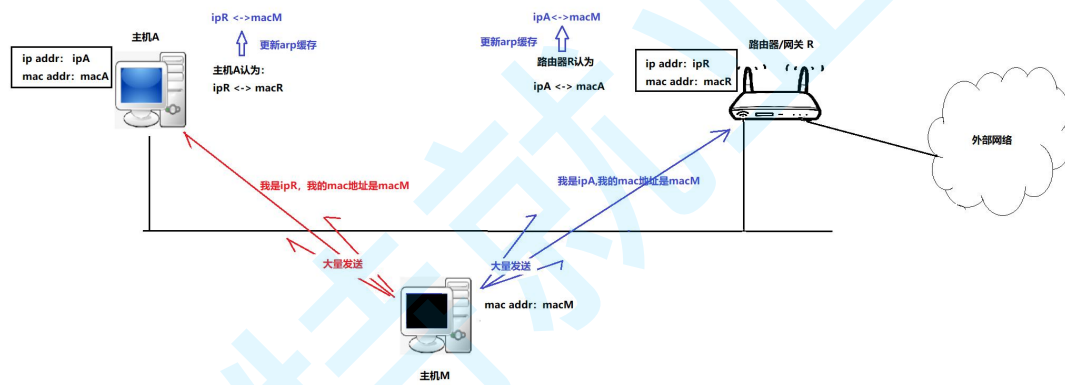 ipR <->macM
更新arp缓存
主机A
ip addr: ipA
mac addr: macA
主机A认为:
ipR <-> macR
ipA<->macM
更新arp缓存
路由器R认为
ipA <-> macA
路由器/网关 R
ip addr: ipR
mac addr: macR
外部网络
我是ipR，我的mac地址是macM
我是ipA,我的mac地址是macM
大量发送
大量发送
mac addr: macM
主机M